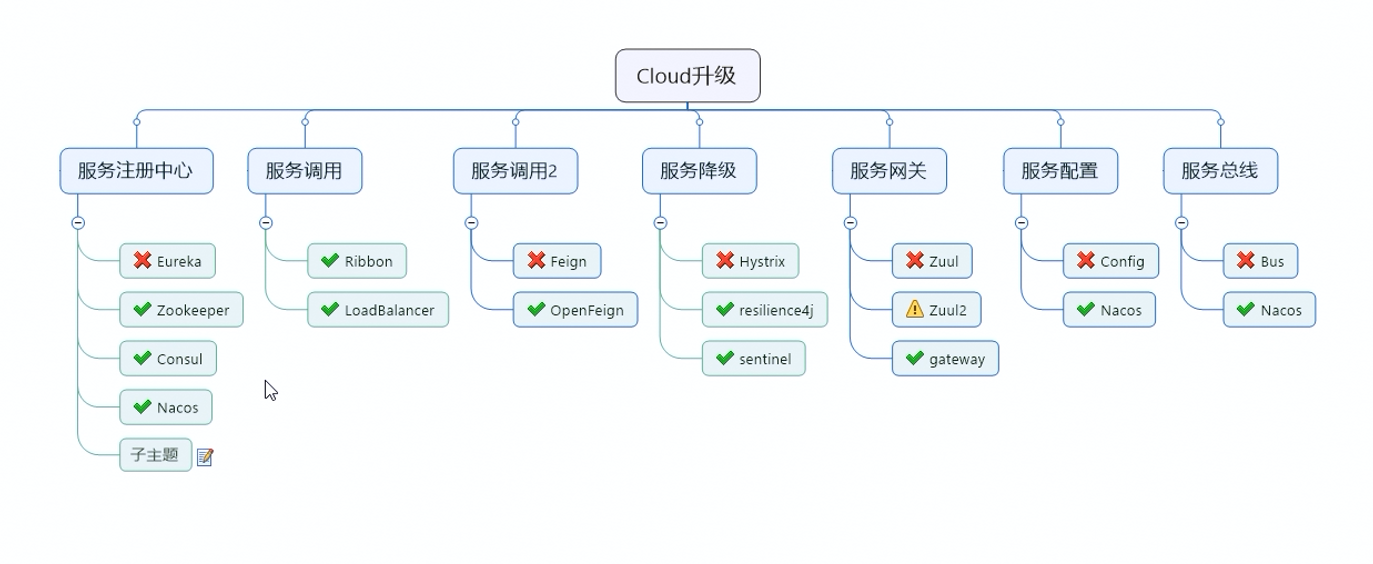 Cloud升级
服务注册中心
Eureka
Zookeeper
Consul
Nacos
子主题
服务调用
Ribbon
LoadBalancer
服务调用2
Feign
OpenFeign
服务降级
Hystrix
resilience4j
sentinel
服务网关
Zuul
Zuul2
gateway
服务配置
Config
Nacos
服务总线
Bus
Nacos